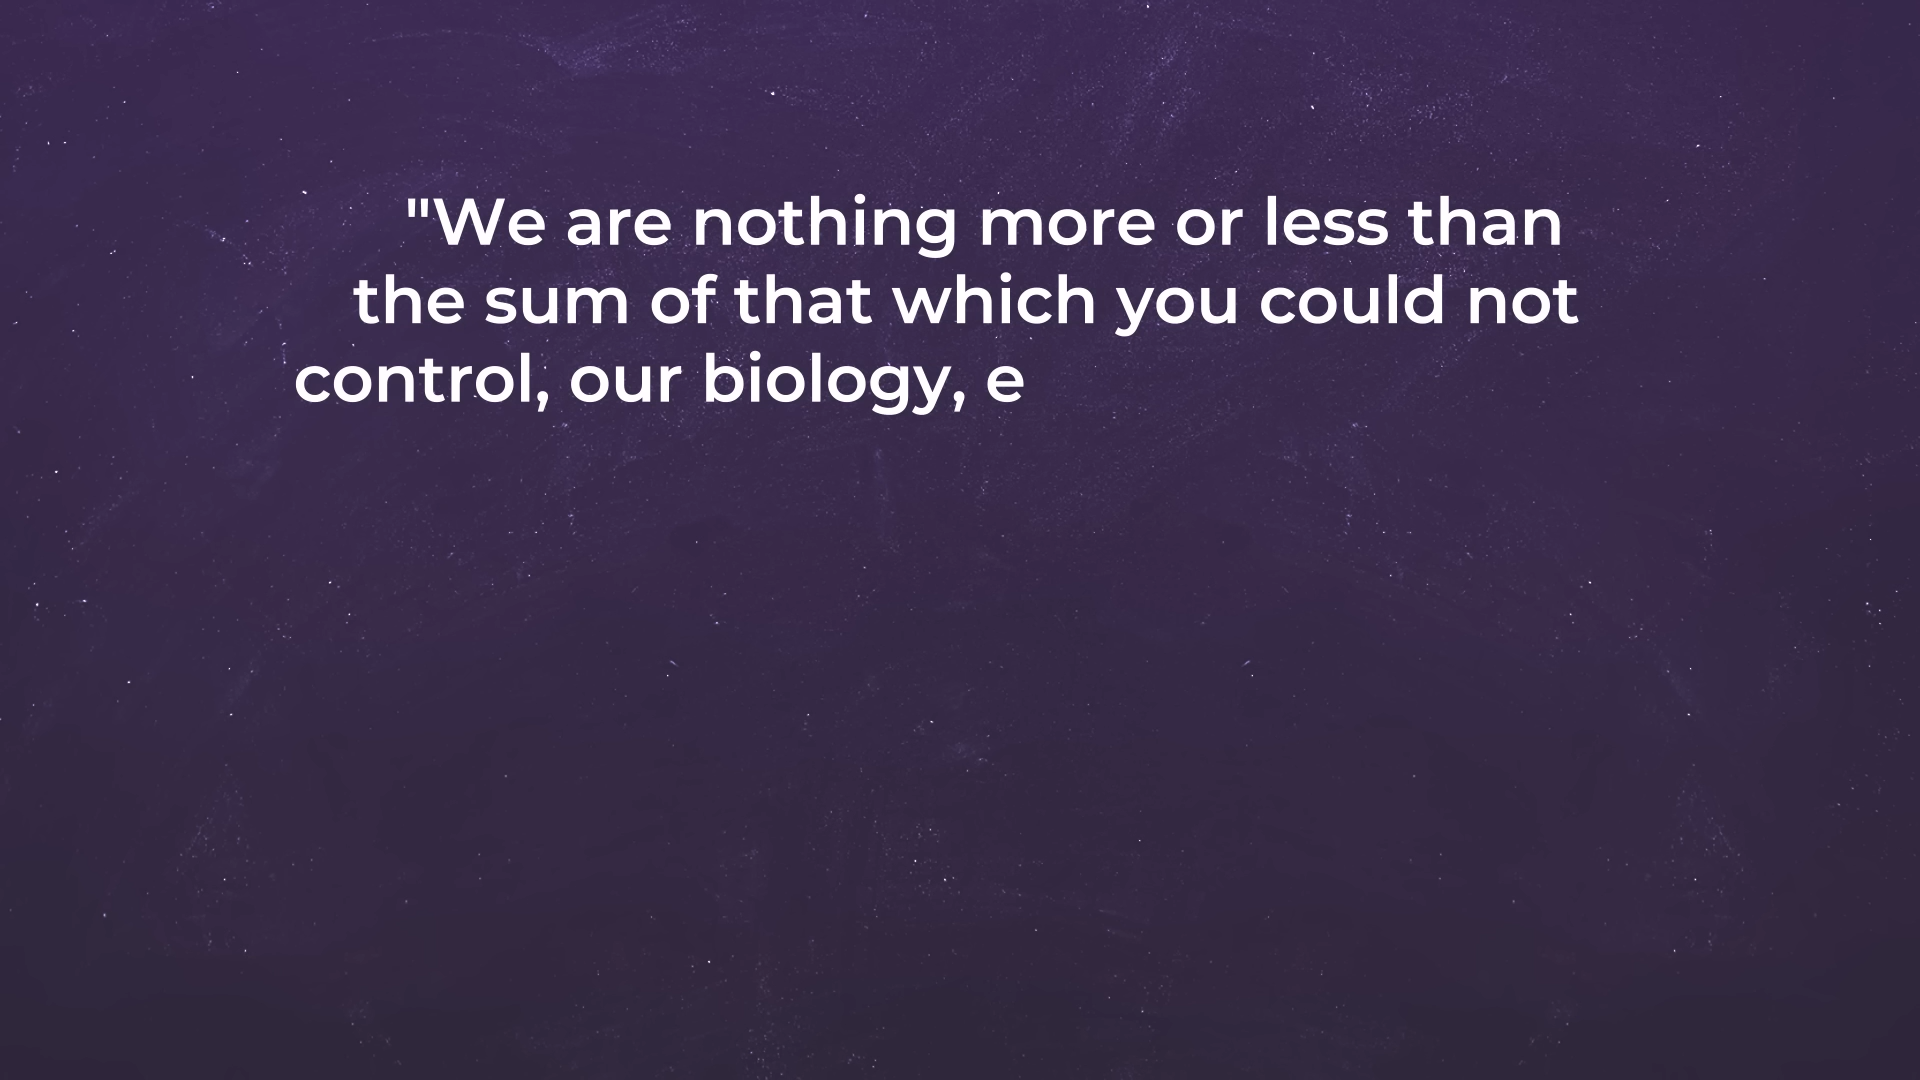 "We are nothing more or less than
the sum of that which you could not
control, our biology, e